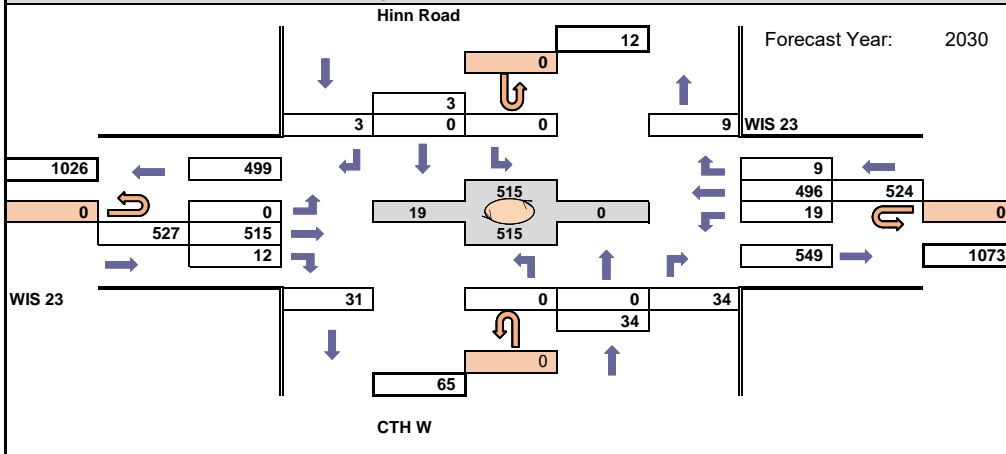 Hinn Road
12
Forecast Year: 2030
0
3
3 0 0 9 WIS 23
1026 499 9
515 496 524
0 0 19 0 19 0
527 515 515
12 549 1073
WIS 23 31 0 0 34
34
0
65
CTH W